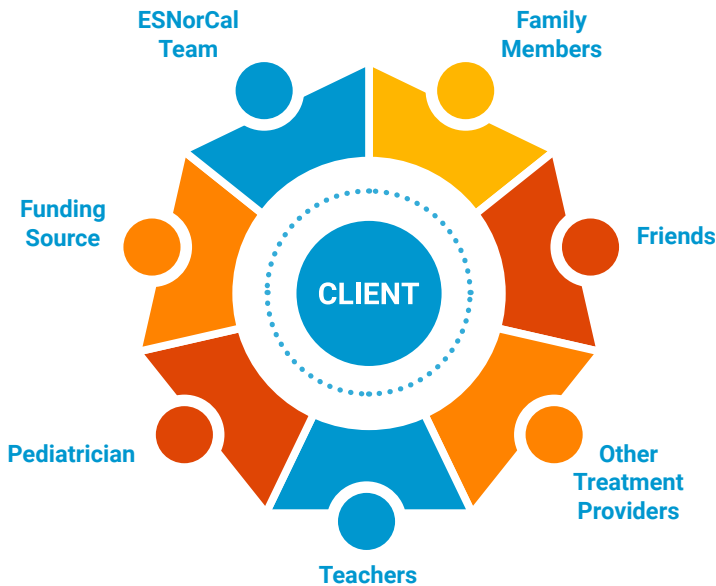 ESNorCal
Team
Family
Members
Funding
Source
Friends
CLIENT
Pediatrician
Other
Treatment
Providers
Teachers